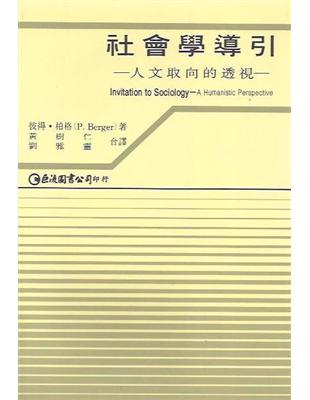 社會學導引
—人文取向的透視—
Invitation to Sociology—A Humanistic Perspective
彼得·柏格(P. Berger)著
黃樹仁
劉雅靈 合譯
巨流圖書公司印行